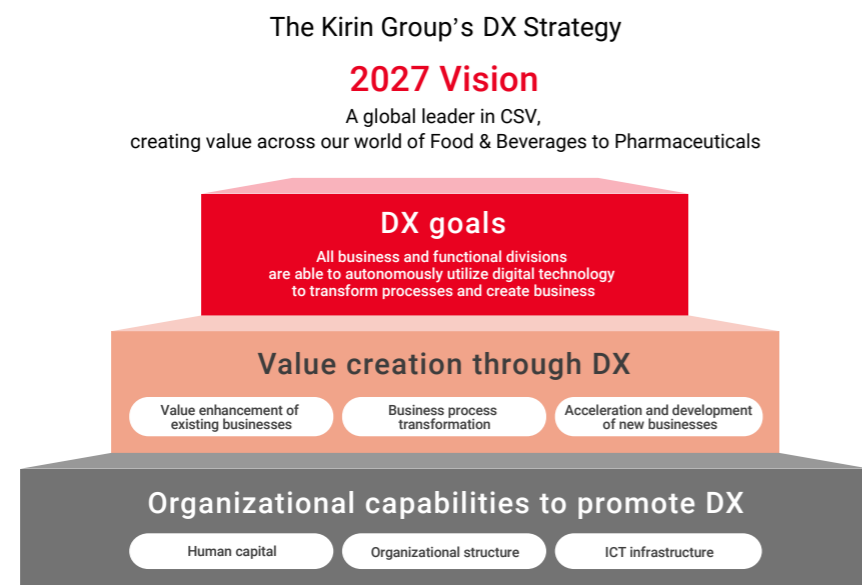 The Kirin Group’s DX Strategy
2027 Vision
A global leader in CSV,
creating value across our world of Food & Beverages to Pharmaceuticals
DX goals
All business and functional divisions
are able to autonomously utilize digital technology
to transform processes and create business
Value creation through DX
Value enhancement of
existing businesses
Business process
transformation
Acceleration and development
of new businesses
Organizational capabilities to promote DX
Human capital
Organizational structure
ICT infrastructure